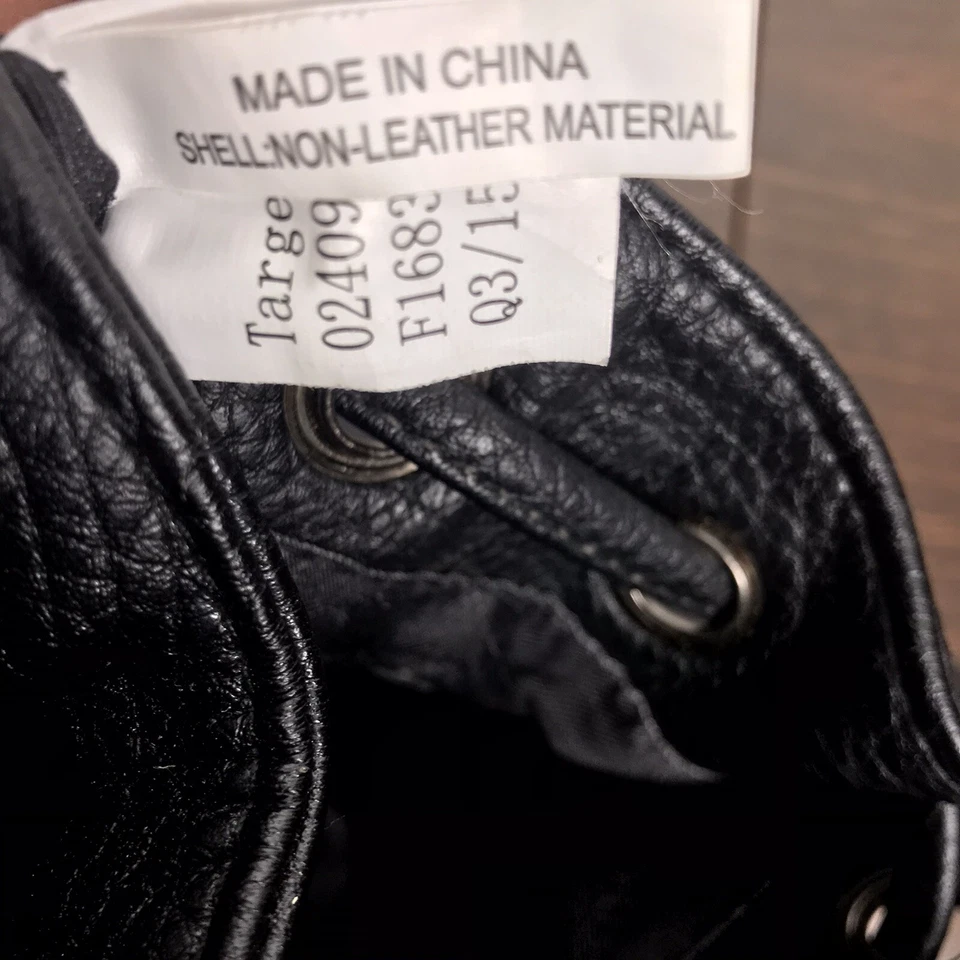 MADE IN CHINA
SHELL:NON-LEATHER MATERIAL
Targe
02409
F1683
Q3/15